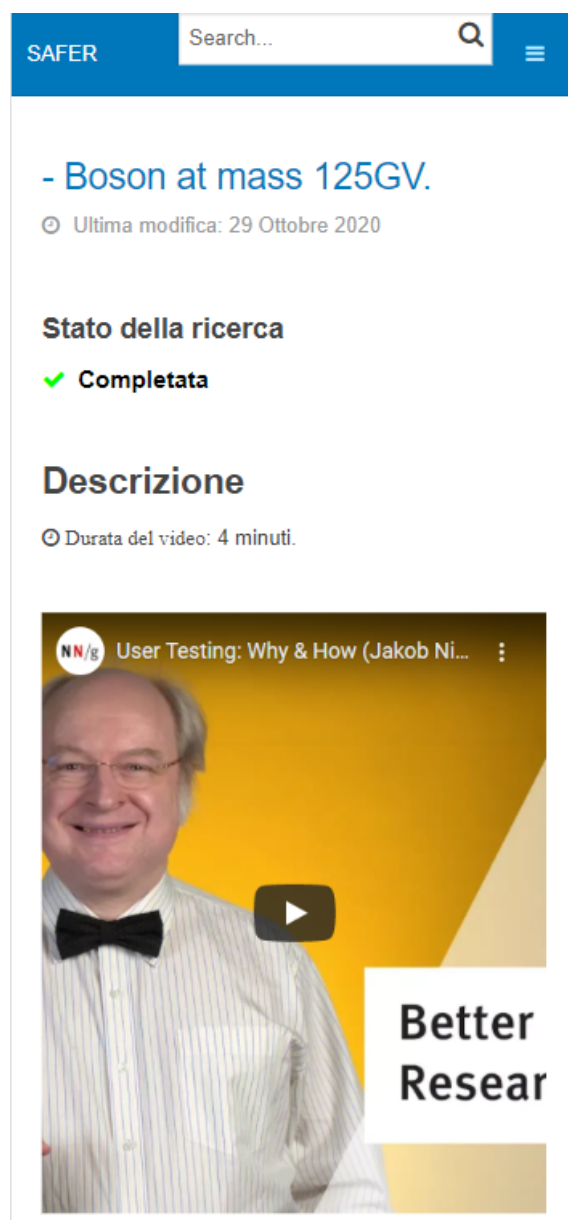 SAFER
Search...
- Boson at mass 125GV.
Ultima modifica: 29 Ottobre 2020
Stato della ricerca
Completata
Descrizione
Durata del video: 4 minuti.
NN/g User Testing: Why & How (Jakob Ni...
Better
Resear